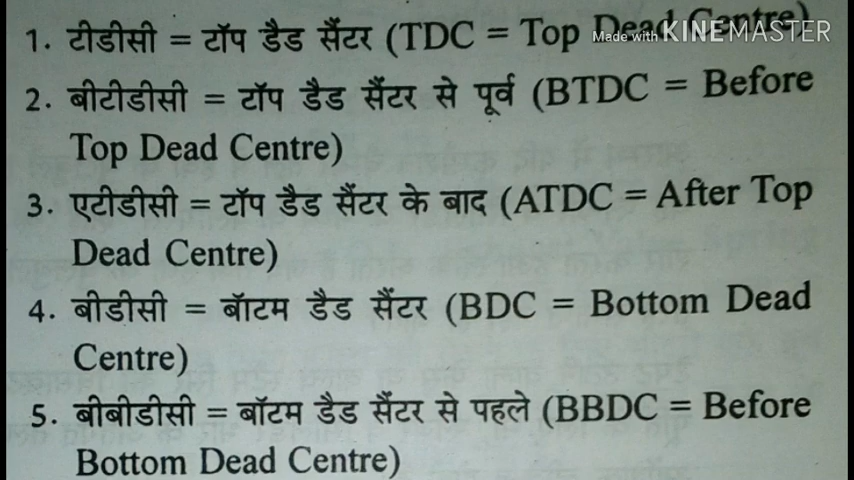 1. टीडीसी = टॉप डैड सैंटर (TDC = Top Dead Centre)
Made with KINEMASTER
2. बीटीडीसी = टॉप डैड सैंटर से पूर्व (BTDC = Before
Top Dead Centre)
3. एटीडीसी = टॉप डैड सैंटर के बाद (ATDC = After Top
Dead Centre)
4. बीडीसी = बॅाटम डैड सैंटर (BDC = Bottom Dead
Centre)
5. बीबीडीसी = बॉटम डैड सैंटर से पहले (BBDC = Before
Bottom Dead Centre)